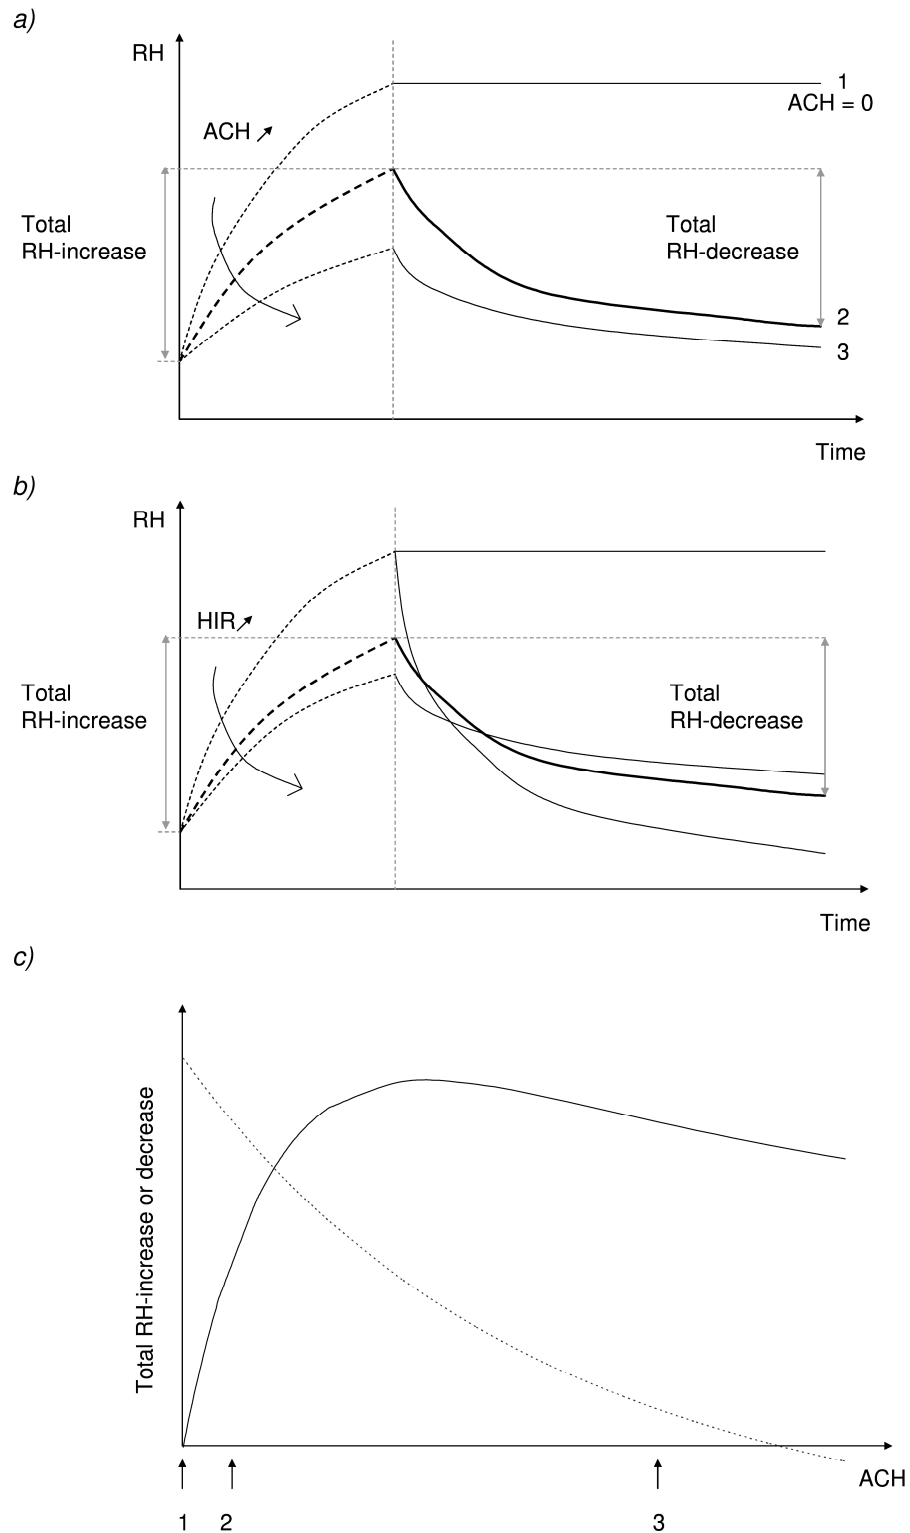 a)
RH
1
ACH = 0
ACH
Total
RH-increase
Total
RH-decrease
2
3
Time
b)
RH
HIR
Total
RH-increase
Total
RH-decrease
Time
c)
Total RH-increase or decrease
ACH
1
2
3